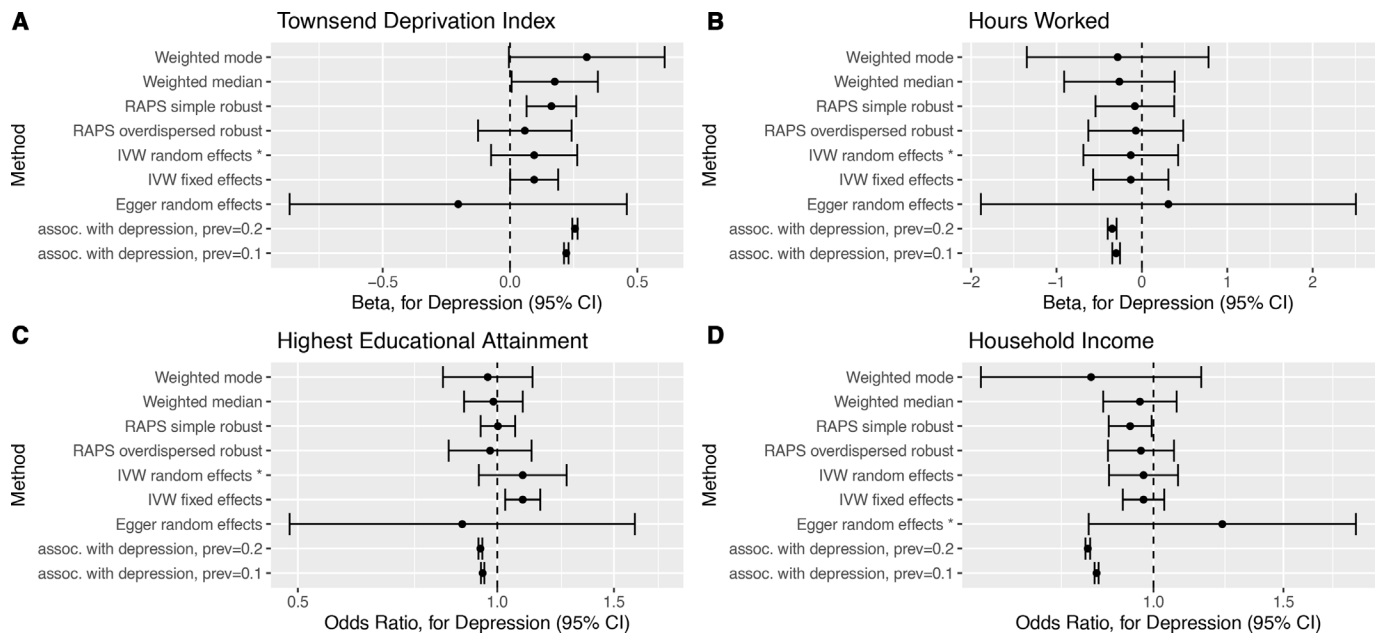 A
Townsend Deprivation Index
Method
Weighted mode
Weighted median
RAPS simple robust
RAPS overdispersed robust
IVW random effects *
IVW fixed effects
Egger random effects
assoc. with depression, prev=0.2
assoc. with depression, prev=0.1
−0.5 0.0 0.5
Beta, for Depression (95% CI)
B
Hours Worked
Method
Weighted mode
Weighted median
RAPS simple robust
RAPS overdispersed robust
IVW random effects *
IVW fixed effects
Egger random effects
assoc. with depression, prev=0.2
assoc. with depression, prev=0.1
−2 −1 0 1 2
Beta, for Depression (95% CI)
C
Highest Educational Attainment
Method
Weighted mode
Weighted median
RAPS simple robust
RAPS overdispersed robust
IVW random effects *
IVW fixed effects
Egger random effects
assoc. with depression, prev=0.2
assoc. with depression, prev=0.1
0.5 1.0 1.5
Odds Ratio, for Depression (95% CI)
D
Household Income
Method
Weighted mode
Weighted median
RAPS simple robust
RAPS overdispersed robust
IVW random effects
IVW fixed effects
Egger random effects *
assoc. with depression, prev=0.2
assoc. with depression, prev=0.1
1.0 1.5
Odds Ratio, for Depression (95% CI)